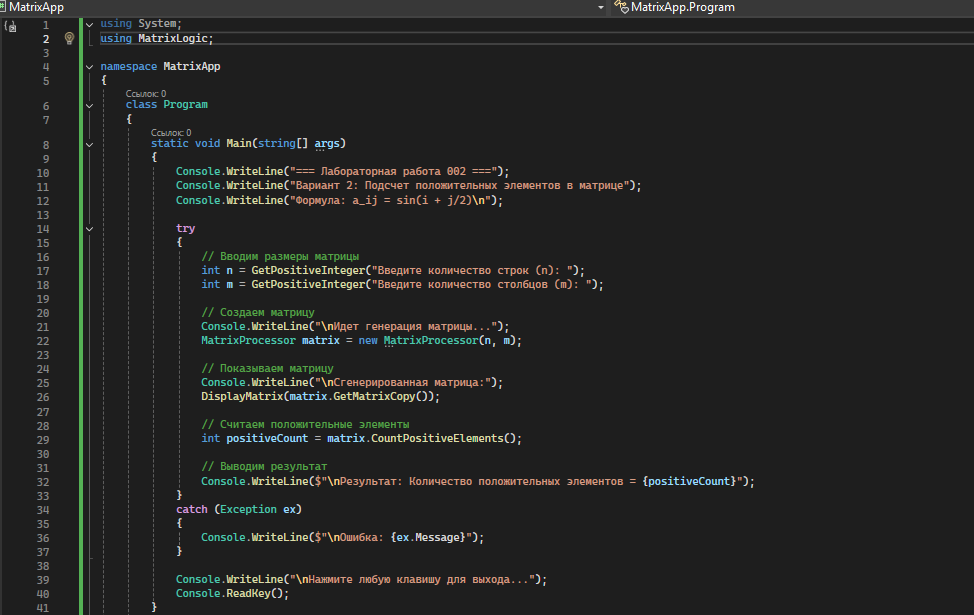 MatrixApp MatrixApp.Program
1 using System;
2 using MatrixLogic;
3
4 namespace MatrixApp
5 {
Ссылок: 0
6 class Program
7 {
Ссылок: 0
8 static void Main(string[] args)
9 {
10 Console.WriteLine("=== Лабораторная работа 002 ===");
11 Console.WriteLine("Вариант 2: Подсчет положительных элементов в матрице");
12 Console.WriteLine("Формула: a_ij = sin(i + j/2)\n");
13
14 try
15 {
16 // Вводим размеры матрицы
17 int n = GetPositiveInteger("Введите количество строк (n): ");
18 int m = GetPositiveInteger("Введите количество столбцов (m): ");
19
20 // Создаем матрицу
21 Console.WriteLine("\nИдет генерация матрицы...");
22 MatrixProcessor matrix = new MatrixProcessor(n, m);
23
24 // Показываем матрицу
25 Console.WriteLine("\nСгенерированная матрица:");
26 DisplayMatrix(matrix.GetMatrixCopy());
27
28 // Считаем положительные элементы
29 int positiveCount = matrix.CountPositiveElements();
30
31 // Выводим результат
32 Console.WriteLine($"\nРезультат: Количество положительных элементов = {positiveCount}");
33 }
34 catch (Exception ex)
35 {
36 Console.WriteLine($"\nОшибка: {ex.Message}");
37 }
38
39 Console.WriteLine("\nНажмите любую клавишу для выхода...");
40 Console.ReadKey();
41 }